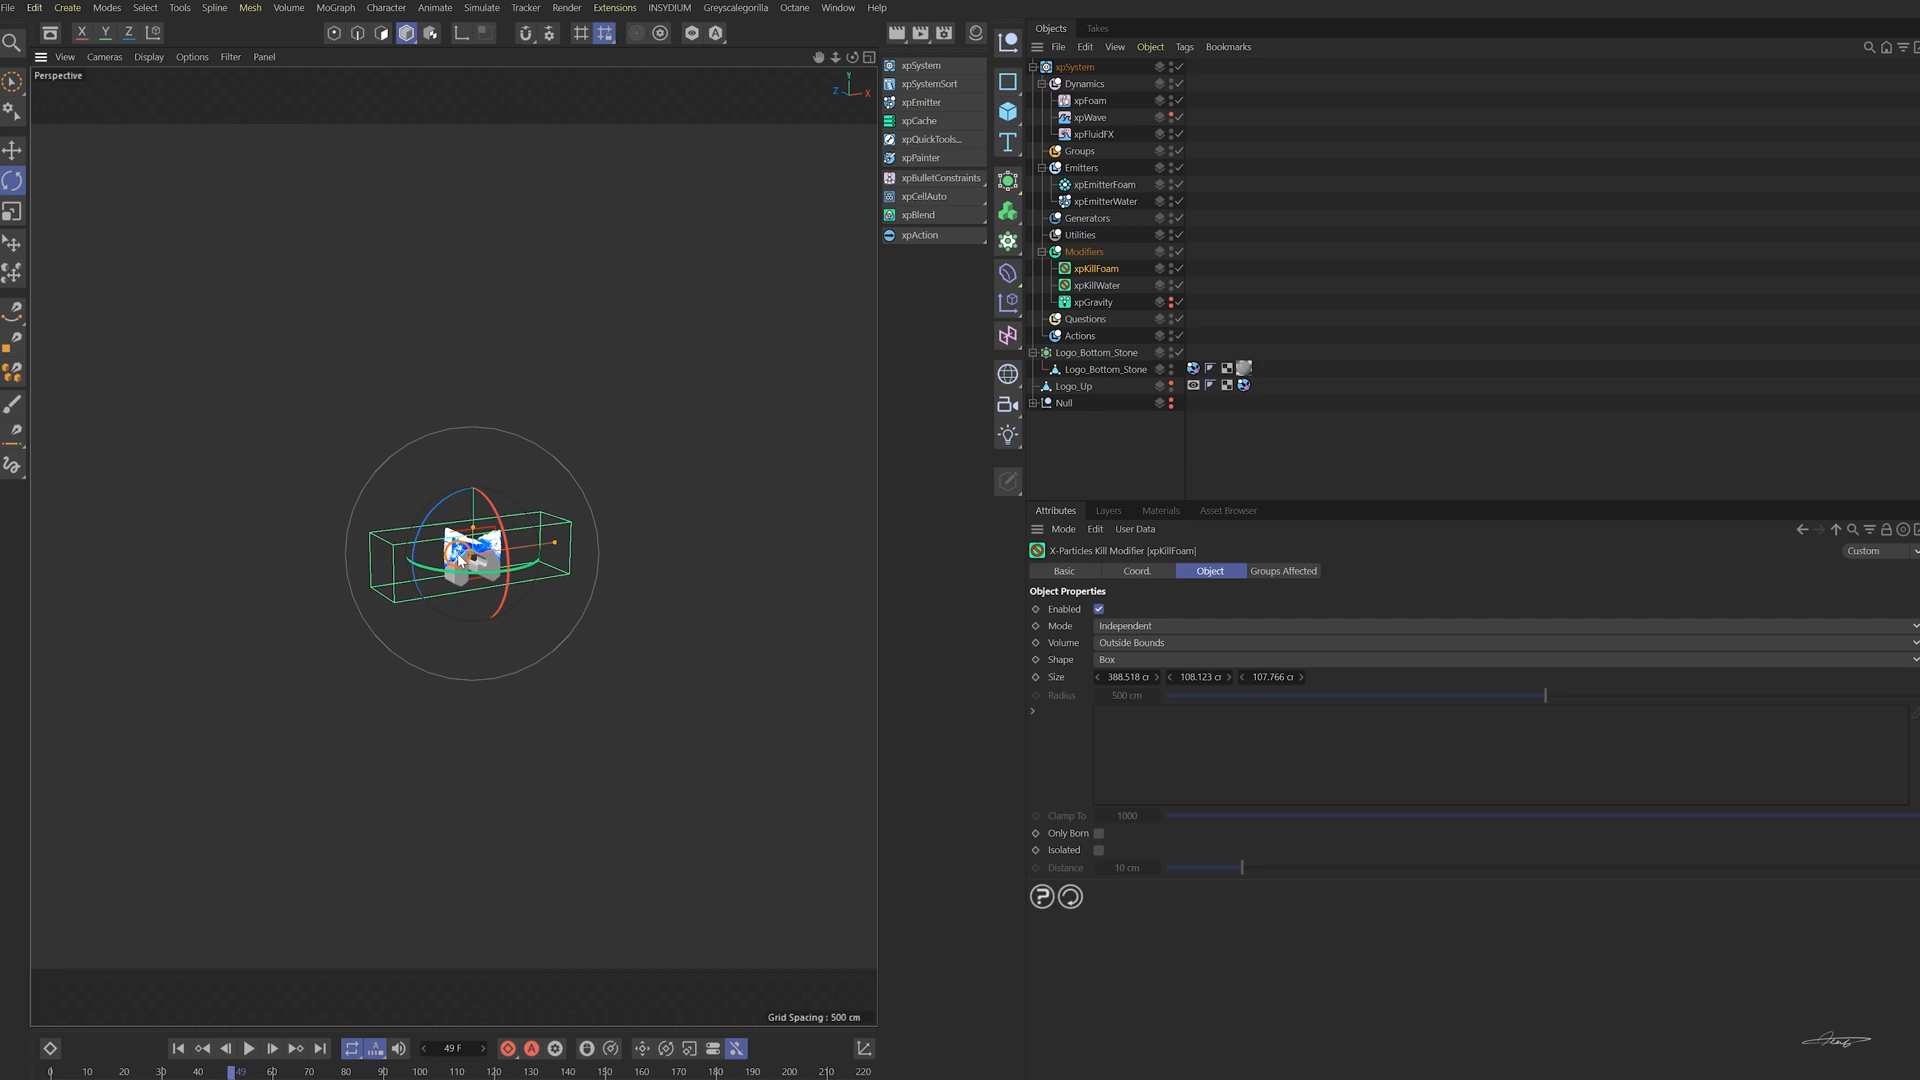 File Edit Create Modes Select Tools Spline Mesh Volume MoGraph Character Animate Simulate Tracker Render Extensions INSYDIUM Greyscalegorilla Octane Window Help
X Y Z
View Cameras Display Options Filter Panel
Perspective
Y
Z X
Grid Spacing : 500 cm
xpSystem
xpSystemSort
xpEmitter
xpCache
xpQuickTools...
xpPainter
xpBulletConstraints
xpCellAuto
xpBlend
xpAction
Objects Takes
File Edit View Object Tags Bookmarks
xpSystem
Dynamics
xpFoam
xpWave
xpFluidFX
Groups
Emitters
xpEmitterFoam
xpEmitterWater
Generators
Utilities
Modifiers
xpKillFoam
xpKillWater
xpGravity
Questions
Actions
Logo_Bottom_Stone
Logo_Bottom_Stone
Logo_Up
Null
Attributes Layers Materials Asset Browser
Mode Edit User Data
X-Particles Kill Modifier [xpKillFoam]
Custom
Basic Coord. Object Groups Affected
Object Properties
Enabled
Mode Independent
Volume Outside Bounds
Shape Box
Size 388.518 c 108.123 c 107.766 c
Radius 500 cm
Clamp To 1000
Only Born
Isolated
Distance 10 cm
49 F
0 10 20 30 40 49 60 70 80 90 100 110 120 130 140 150 160 170 180 190 200 210 220